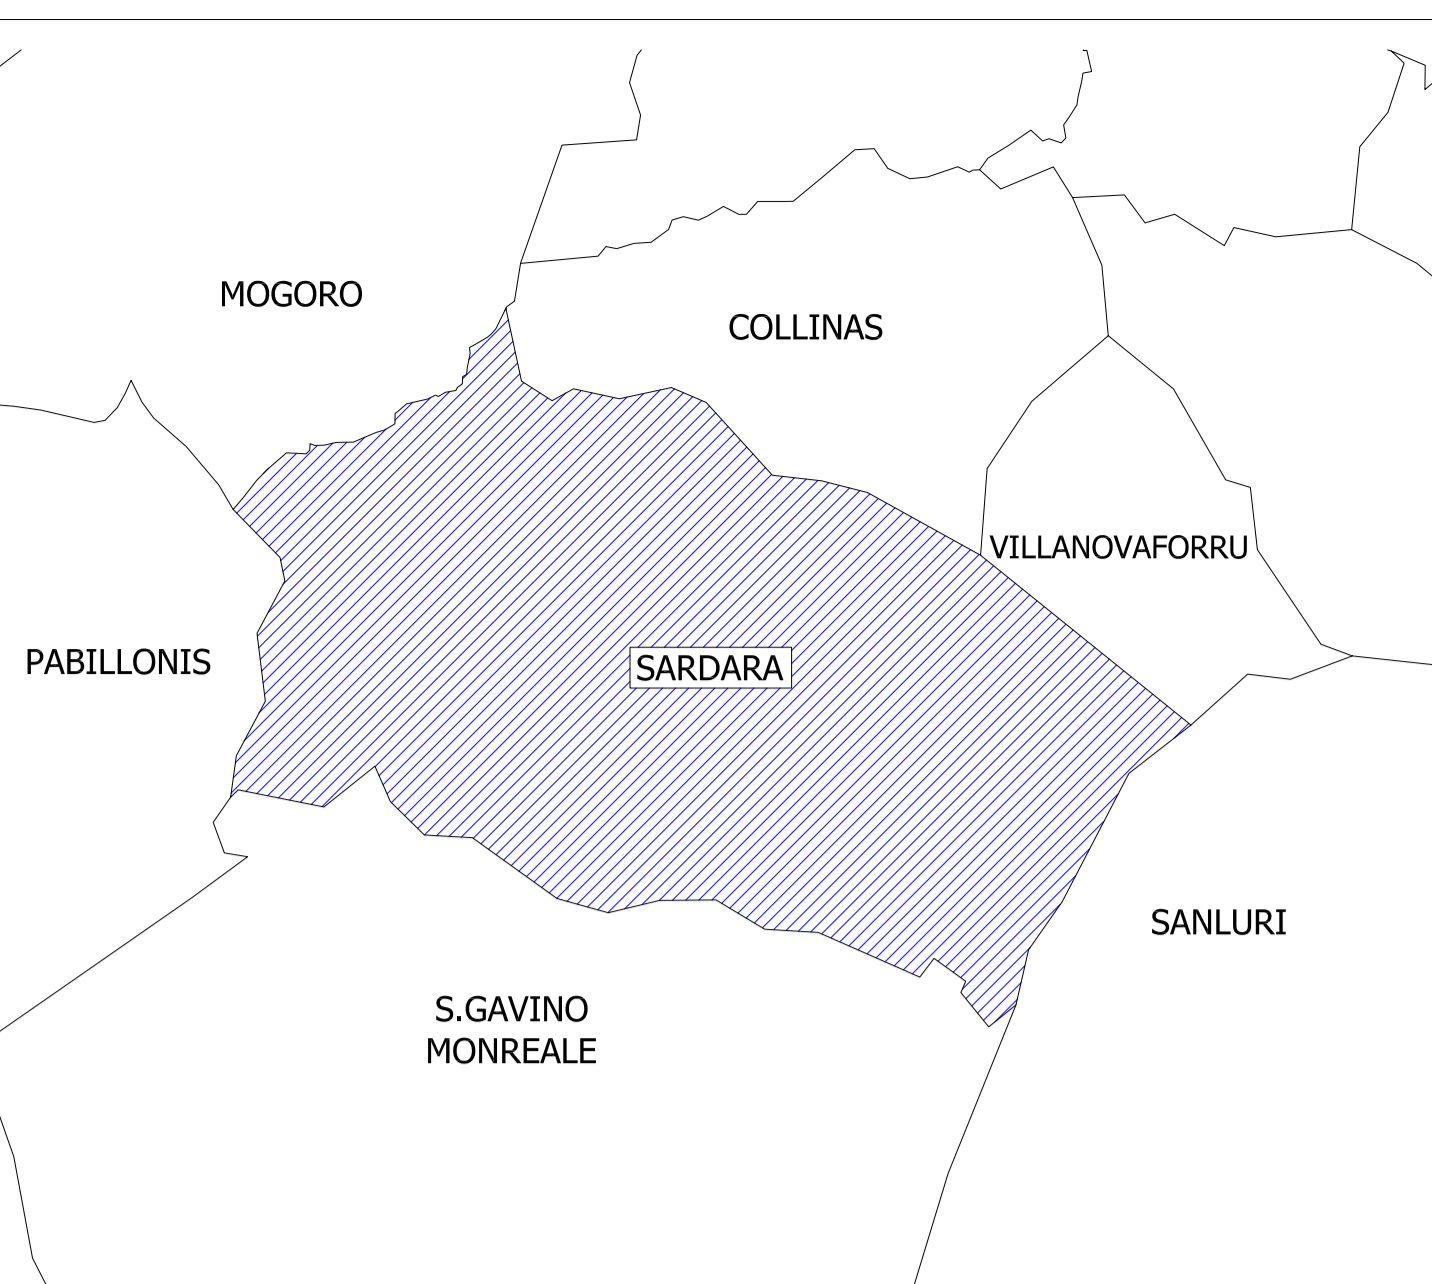 MOGORO
COLLINAS
VILLANOVAFORRU
PABILLONIS
SARDARA
SANLURI
S.GAVINO
MONREALE